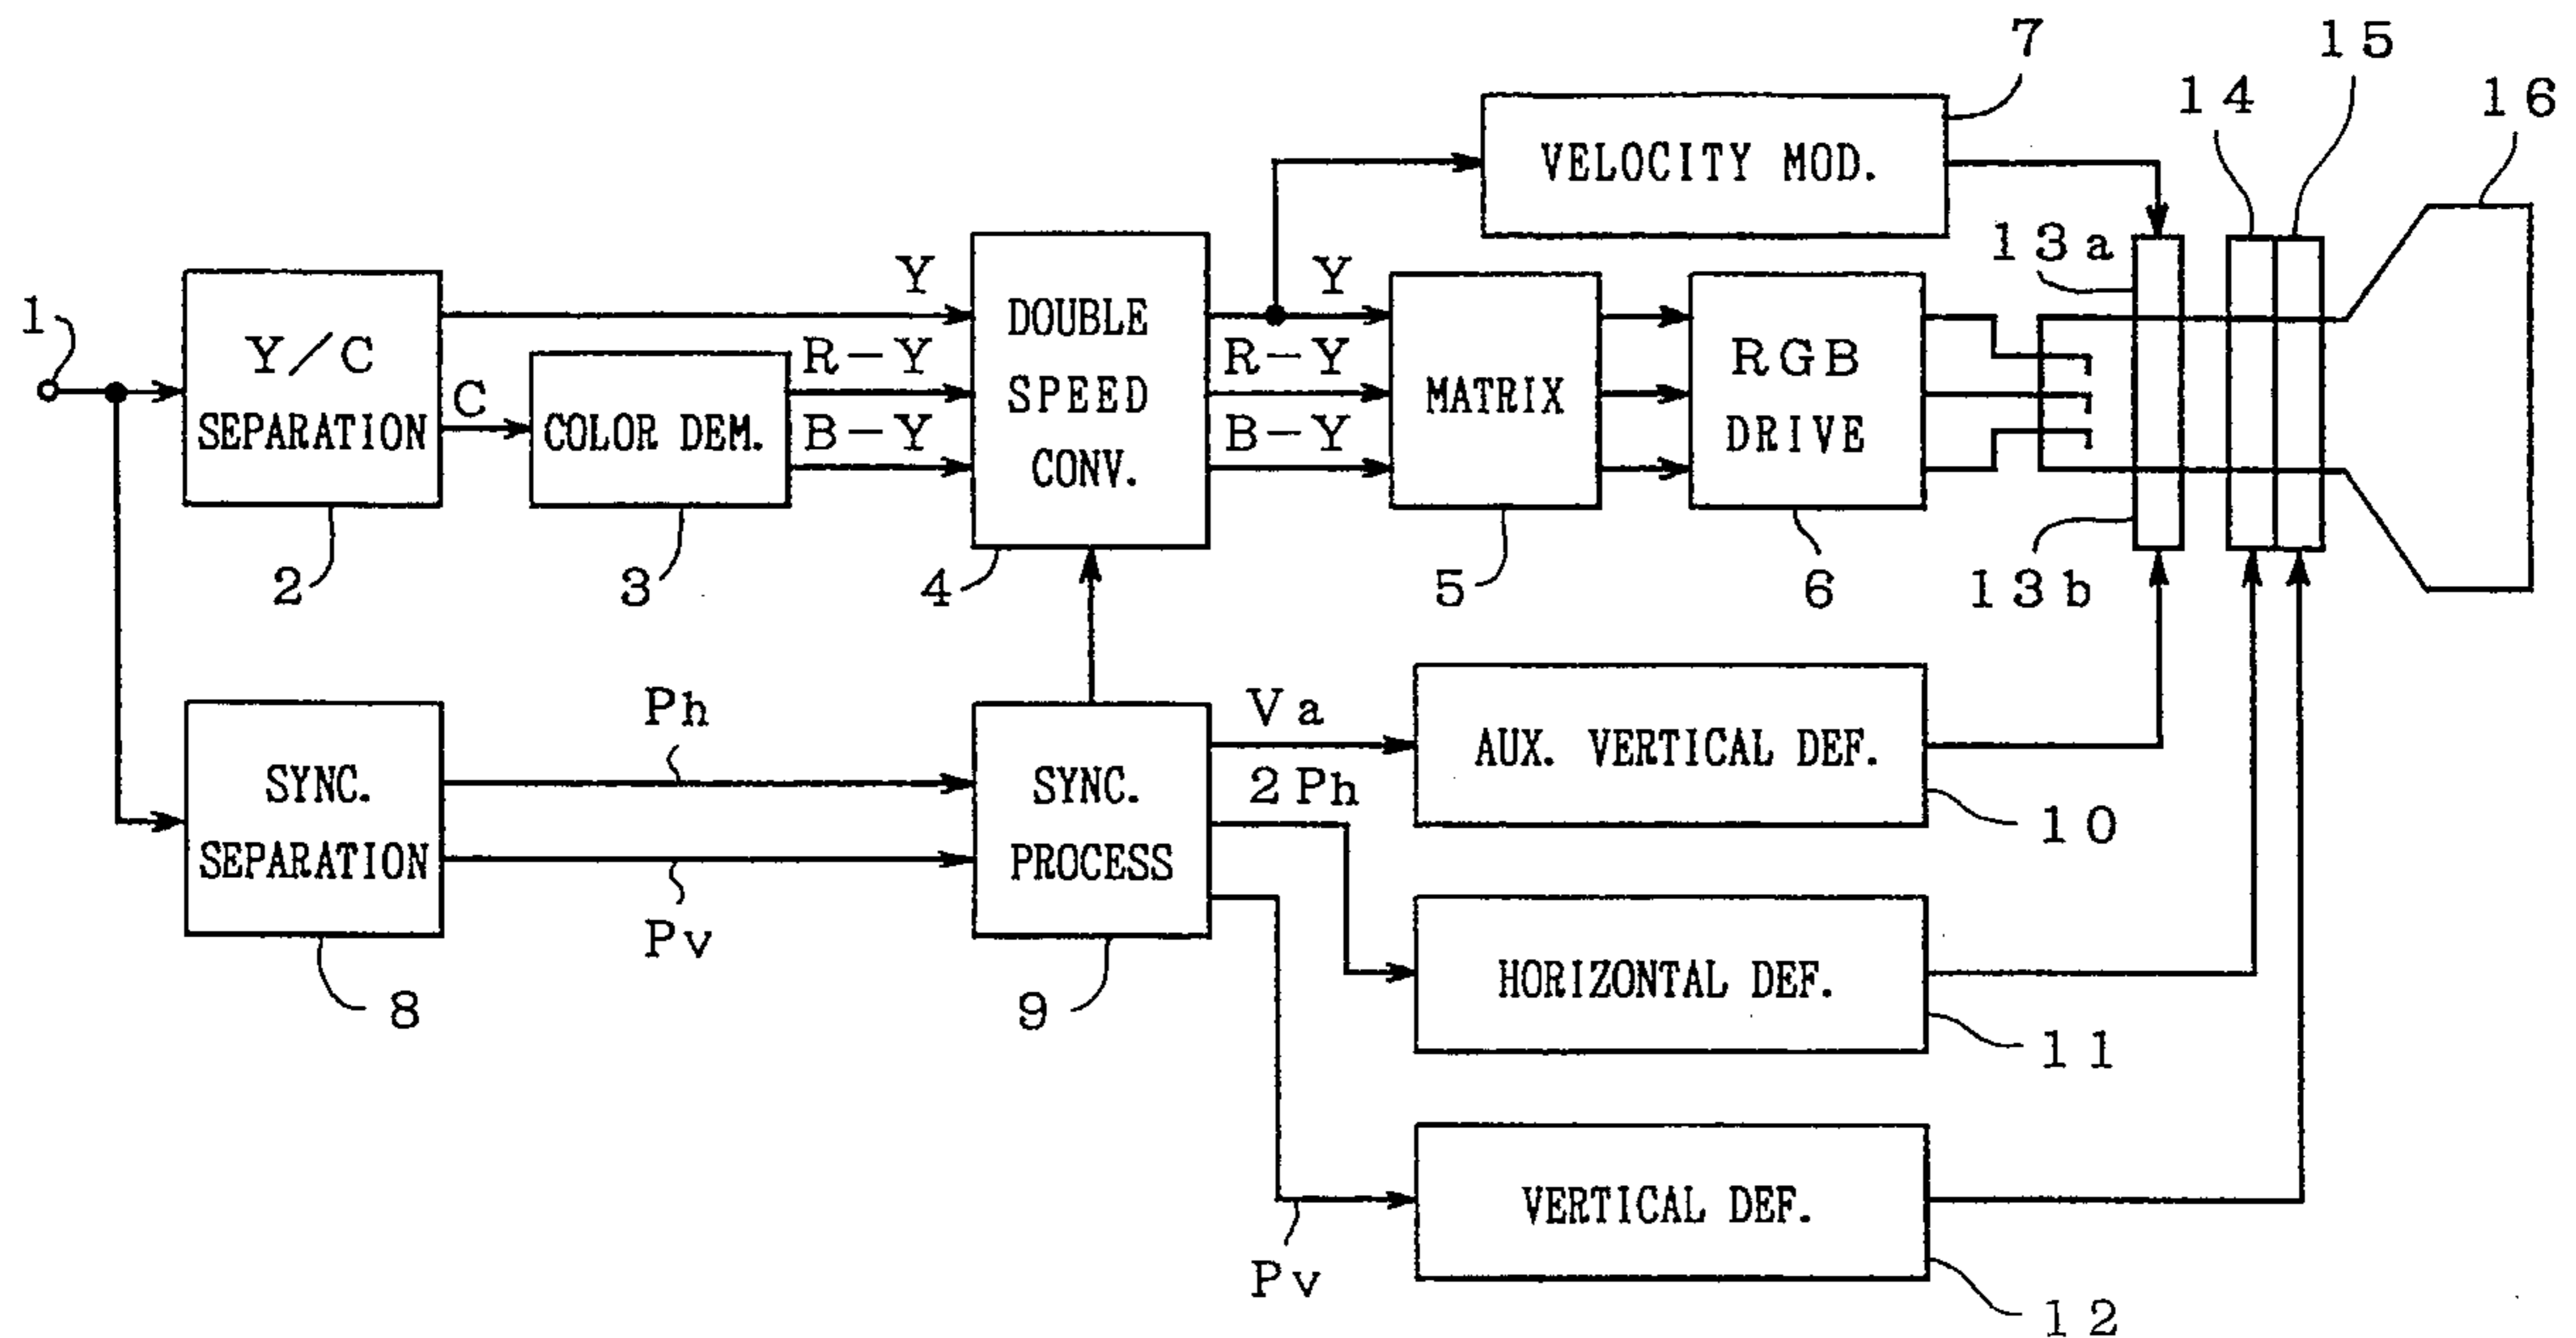 15
7
14
16
VELOCITY MOD.
13a
Y
Y
1
Y/C
SEPARATION
DOUBLE
SPEED
CONV.
R-Y
R-Y
RGB
DRIVE
MATRIX
C
COLOR DEM.
B-Y
B-Y
2
3
4
5
6
13b
Ph
Va
AUX. VERTICAL DEF.
2Ph
SYNC.
SEPARATION
SYNC.
PROCESS
10
Pv
HORIZONTAL DEF.
8
9
11
VERTICAL DEF.
Pv
12